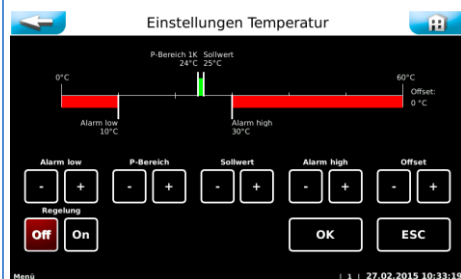 Einstellungen Temperatur
P-Bereich 1K Sollwert
24°C 25°C
0°C 60°C
Offset:
0 °C
Alarm low
10°C
Alarm high
30°C
Alarm low P-Bereich Sollwert Alarm high Offset
- + - + - + - + - +
Regelung
Off On OK ESC
Menü | 1 | 27.02.2015 10:33:19